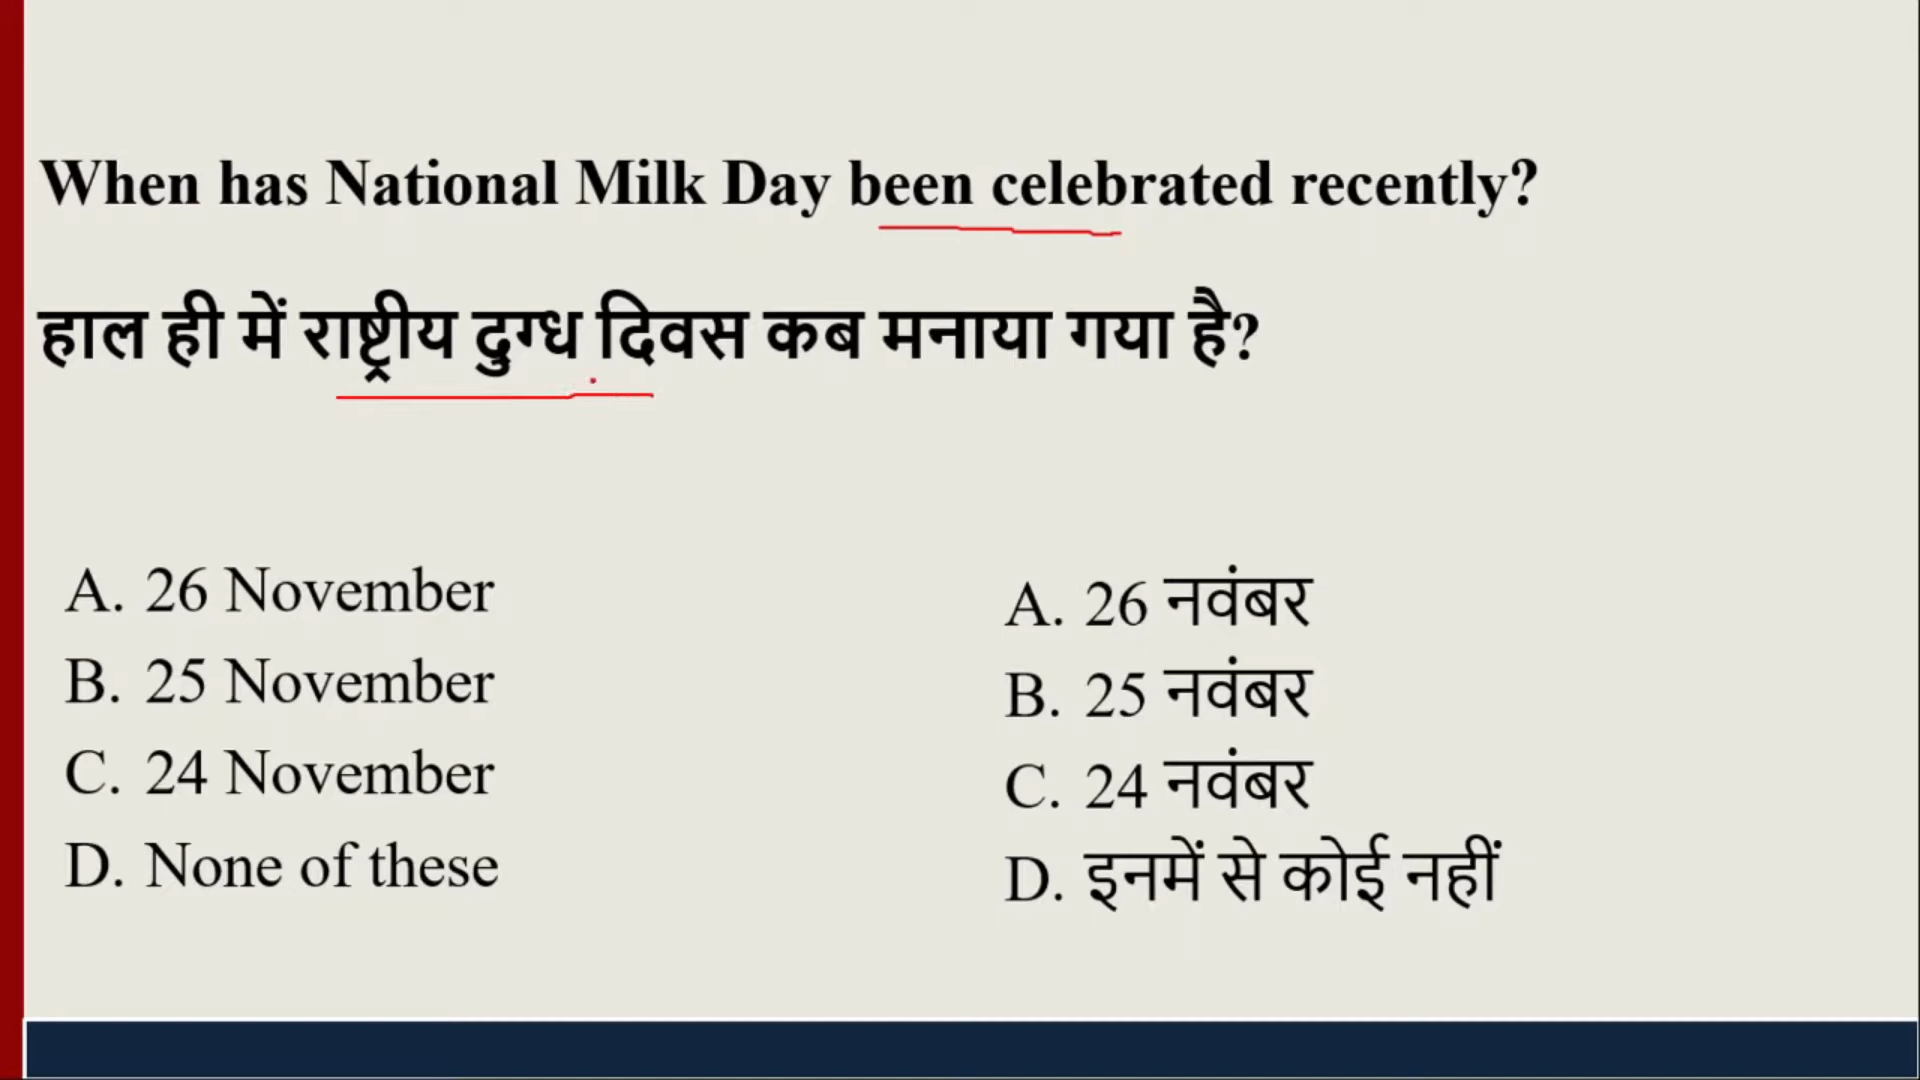 When has National Milk Day been celebrated recently?
हाल ही में राष्ट्रीय दुग्ध दिवस कब मनाया गया है?
A. 26 November
B. 25 November
C. 24 November
D. None of these
A. 26 नवंबर
B. 25 नवंबर
C. 24 नवंबर
D. इनमें से कोई नहीं